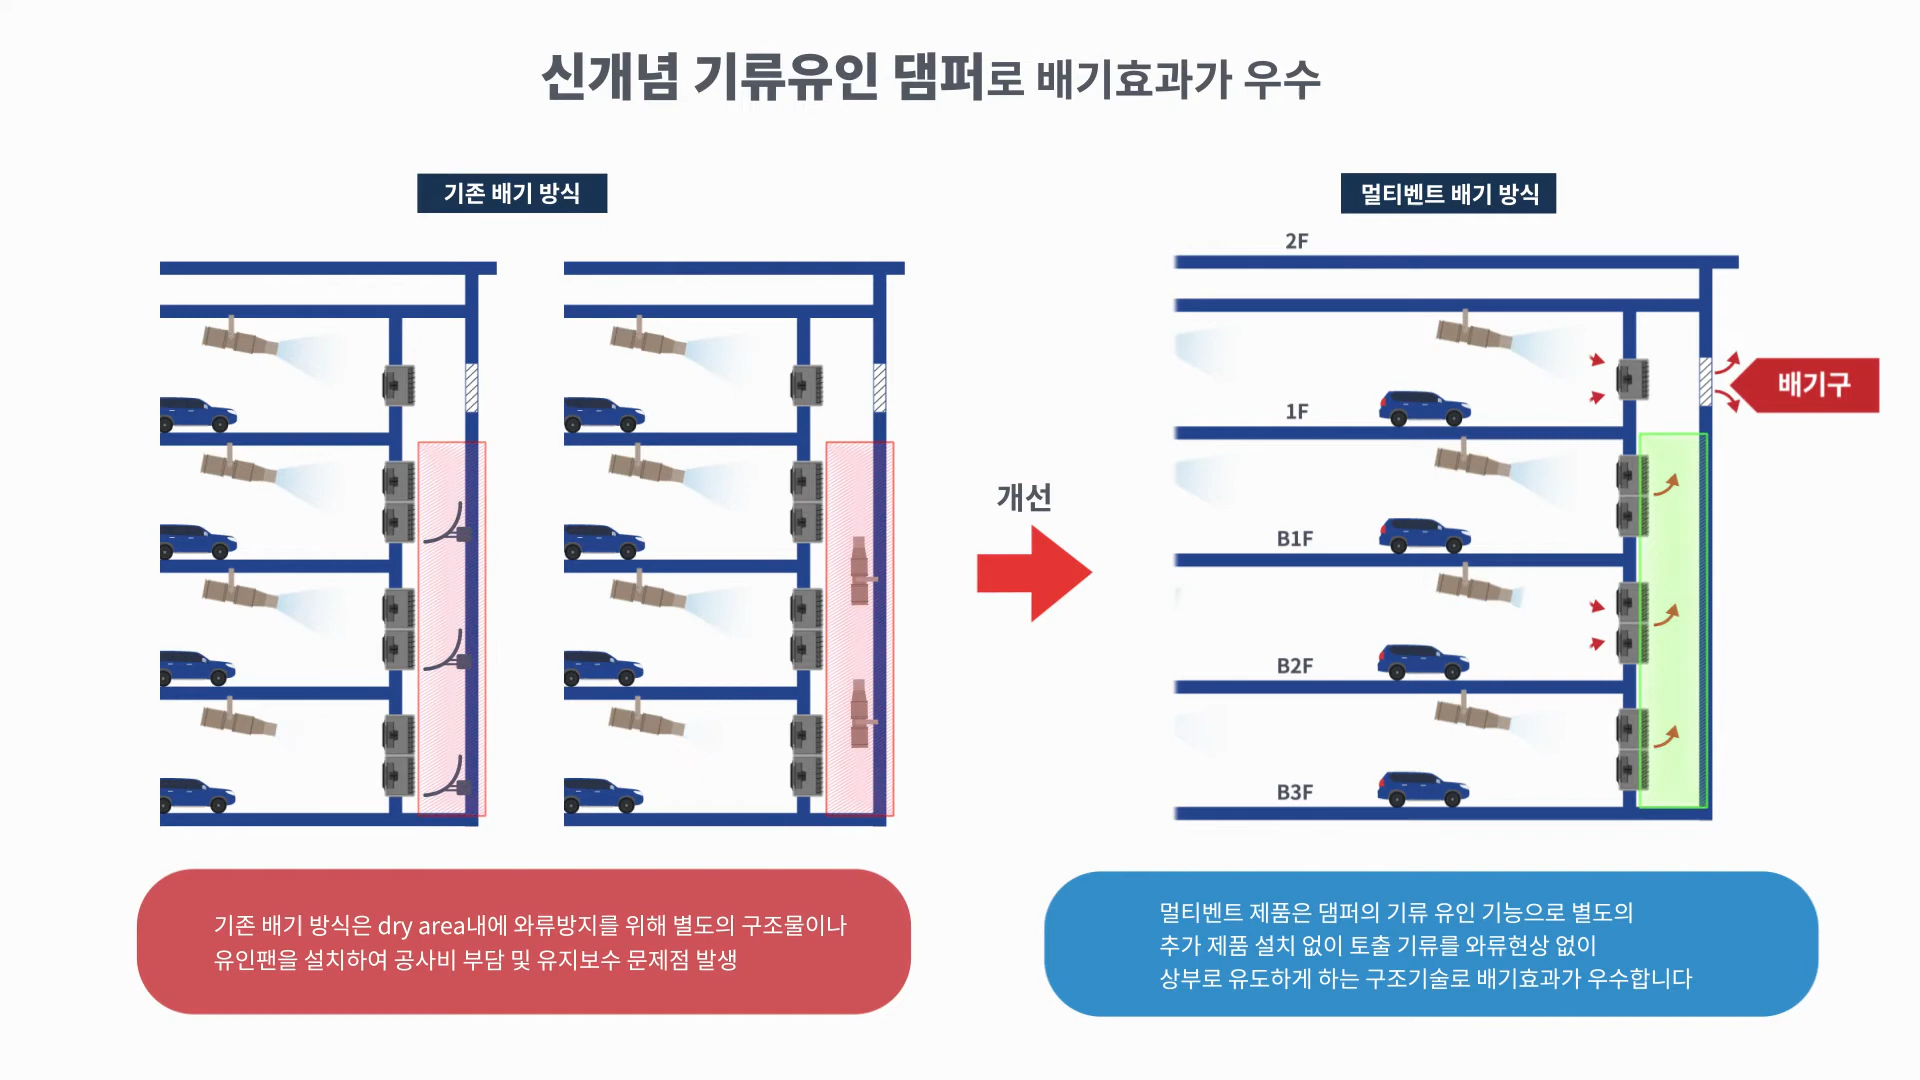 신개념 기류유인 댐퍼로 배기효과가 우수
기존 배기 방식
멀티벤트 배기 방식
2F
배기구
1F
개선
B1F
B2F
B3F
기존 배기 방식은 dry area내에 와류방지를 위해 별도의 구조물이나
유인팬을 설치하여 공사비 부담 및 유지보수 문제점 발생
멀티벤트 제품은 댐퍼의 기류 유인 기능으로 별도의
추가 제품 설치 없이 토출 기류를 와류현상 없이
상부로 유도하게 하는 구조기술로 배기효과가 우수합니다